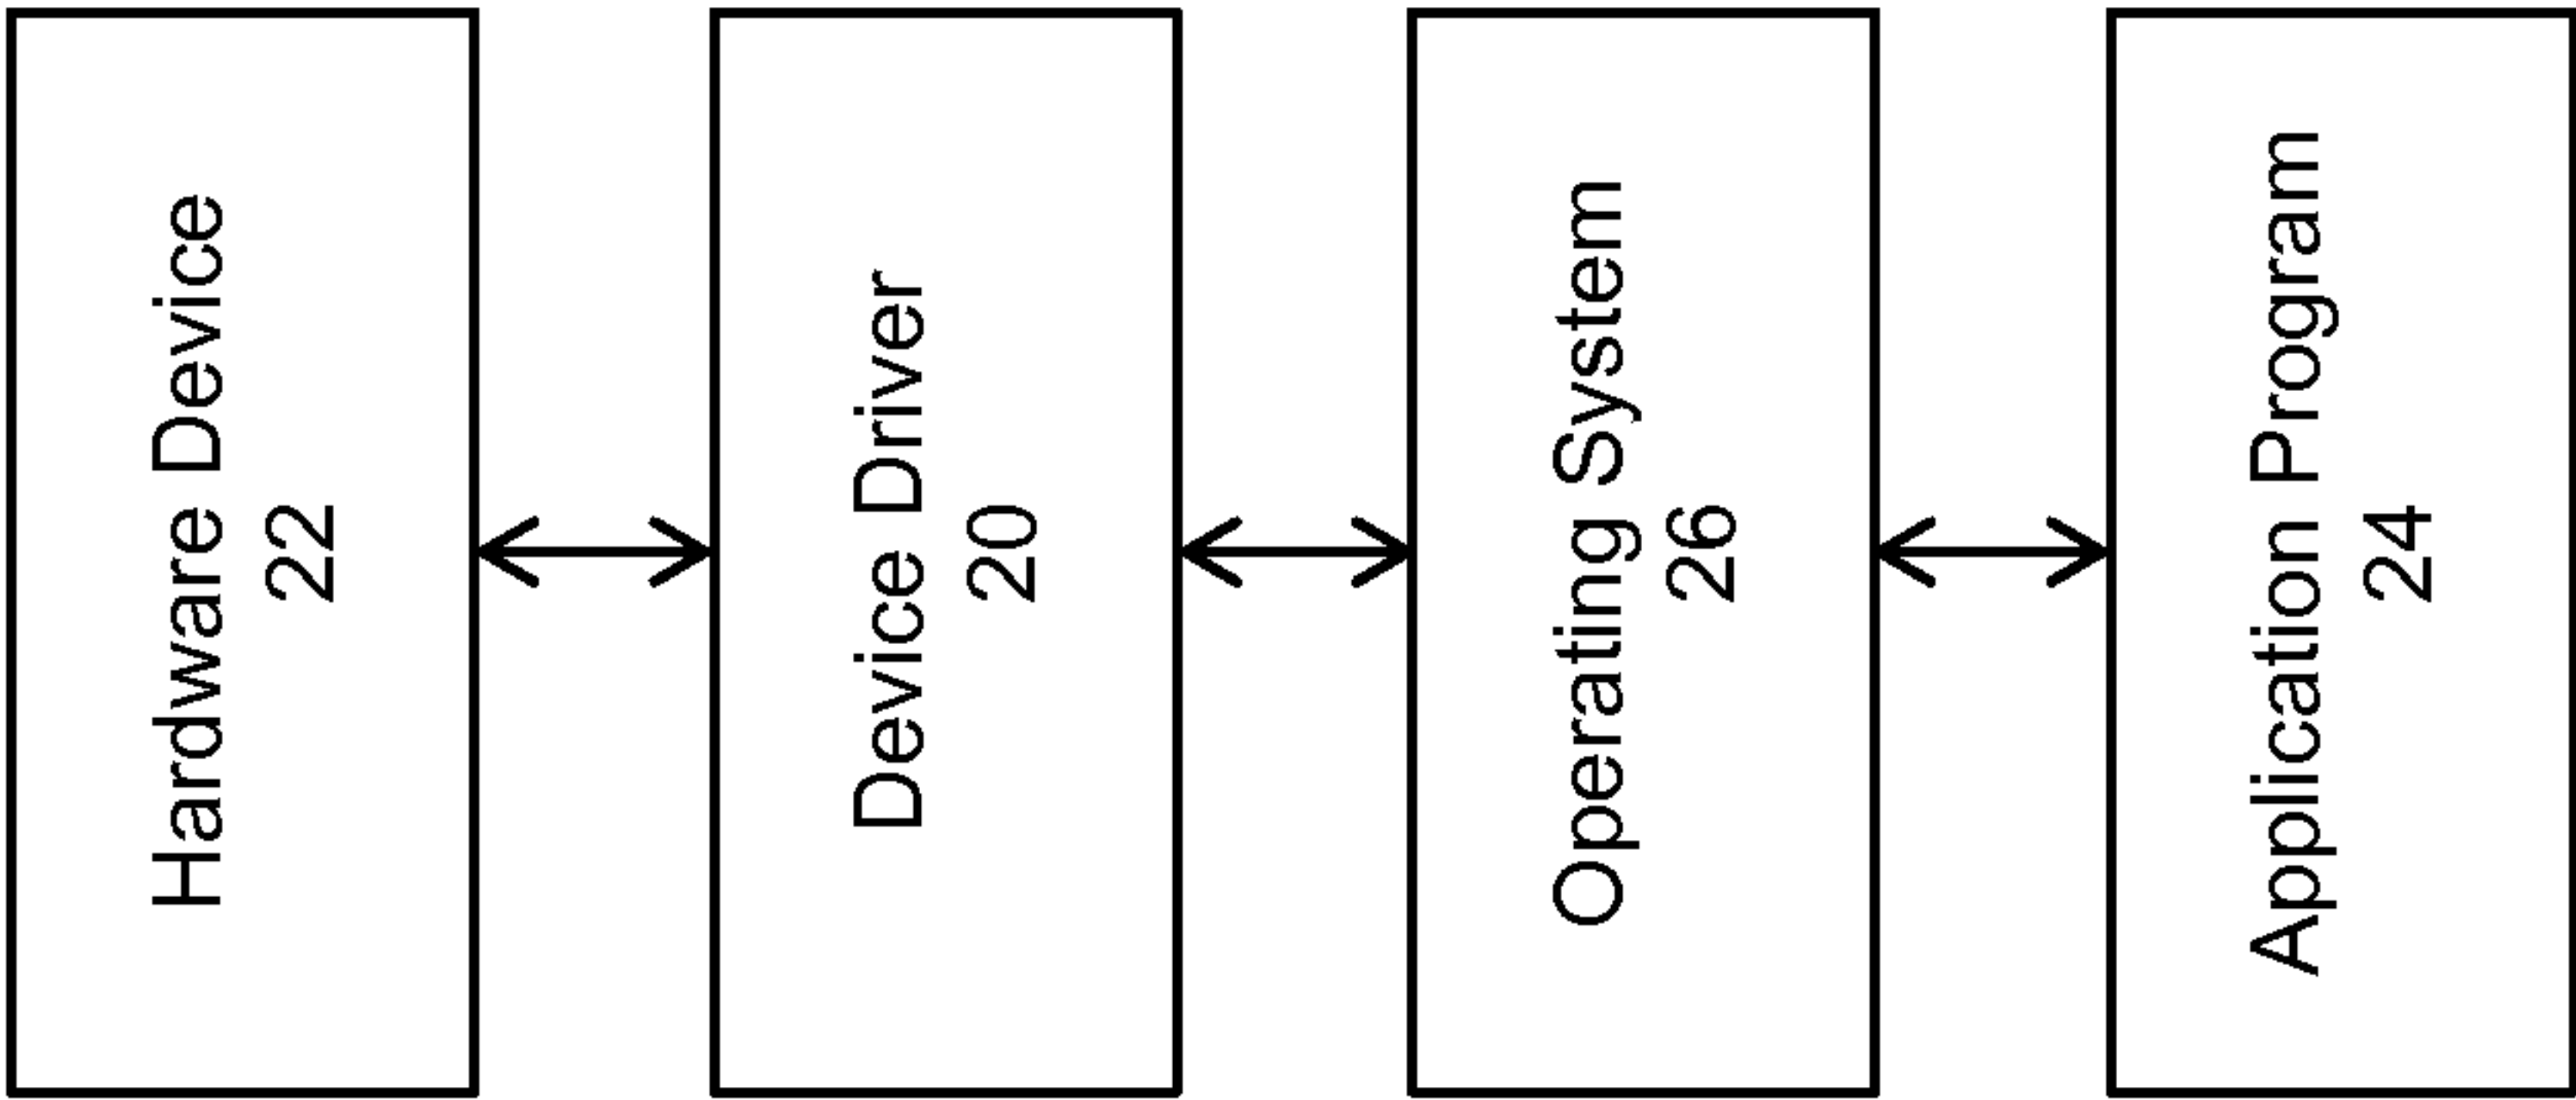 Hardware Device
22
Device Driver
20
Operating System
26
Application Program
24